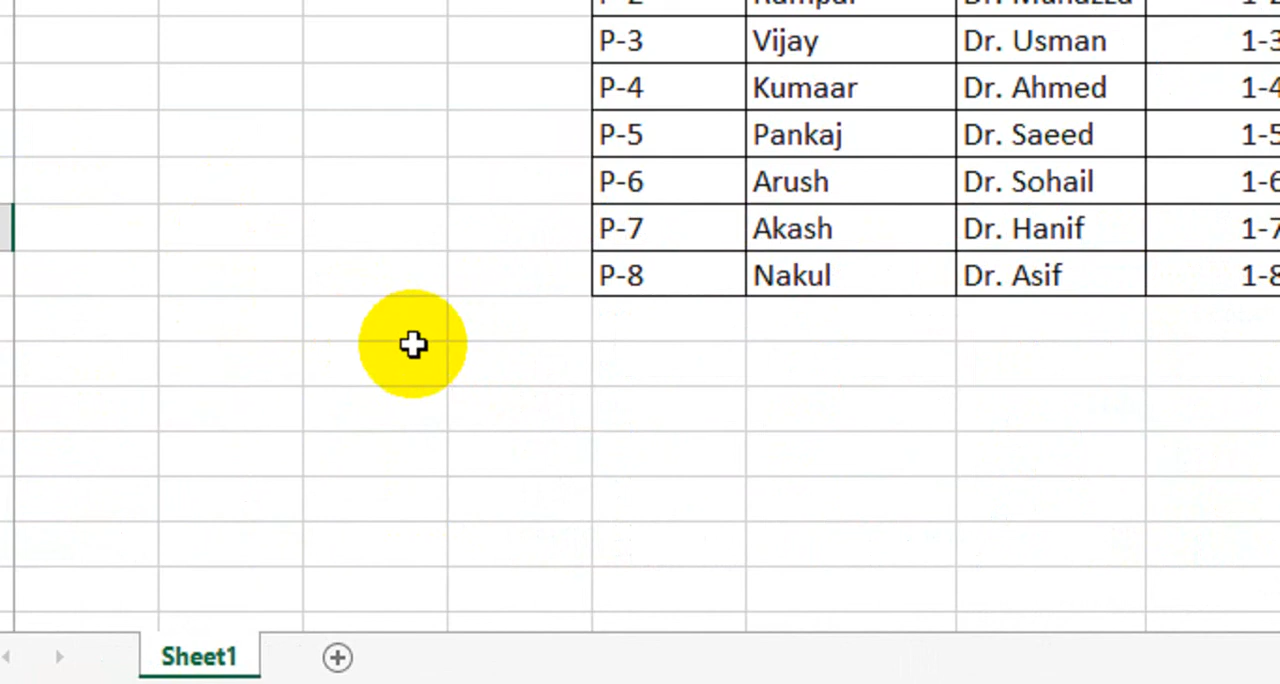 P-3 Vijay Dr. Usman
P-4 Kumaar Dr. Ahmed
P-5 Pankaj Dr. Saeed
P-6 Arush Dr. Sohail
P-7 Akash Dr. Hanif
P-8 Nakul Dr. Asif
Sheet1